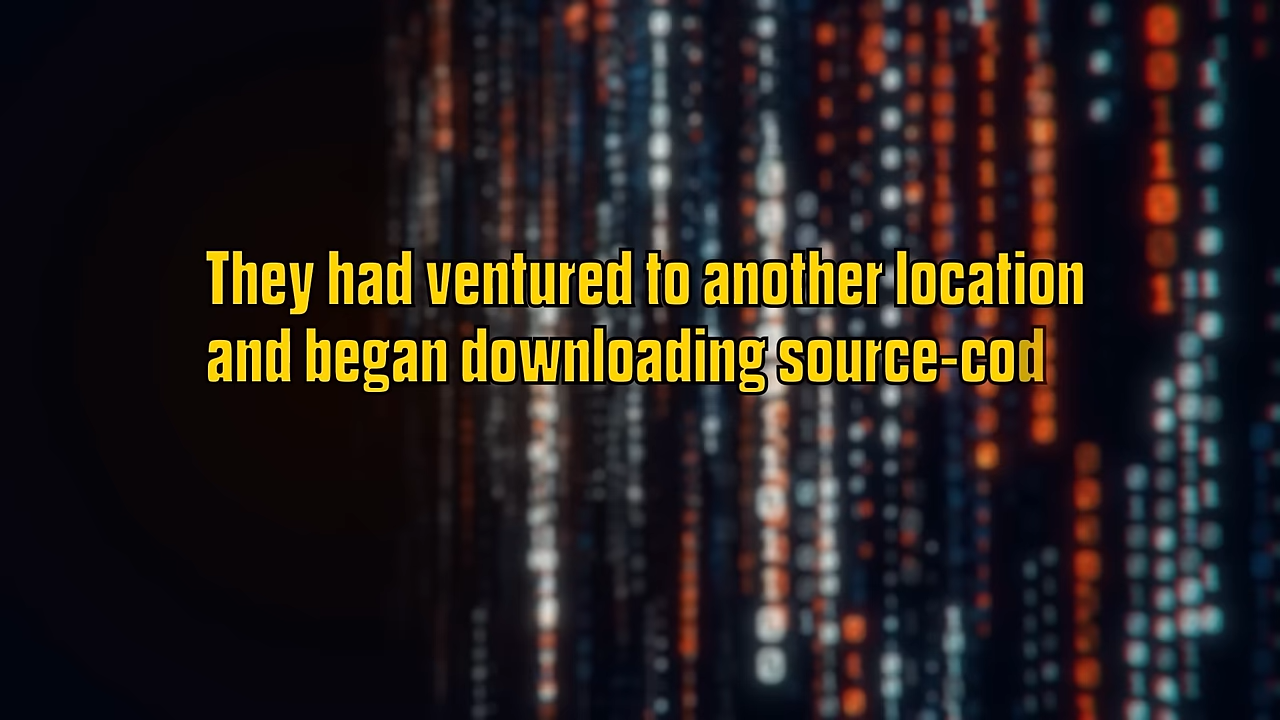 They had ventured to another location
and began downloading source-cod